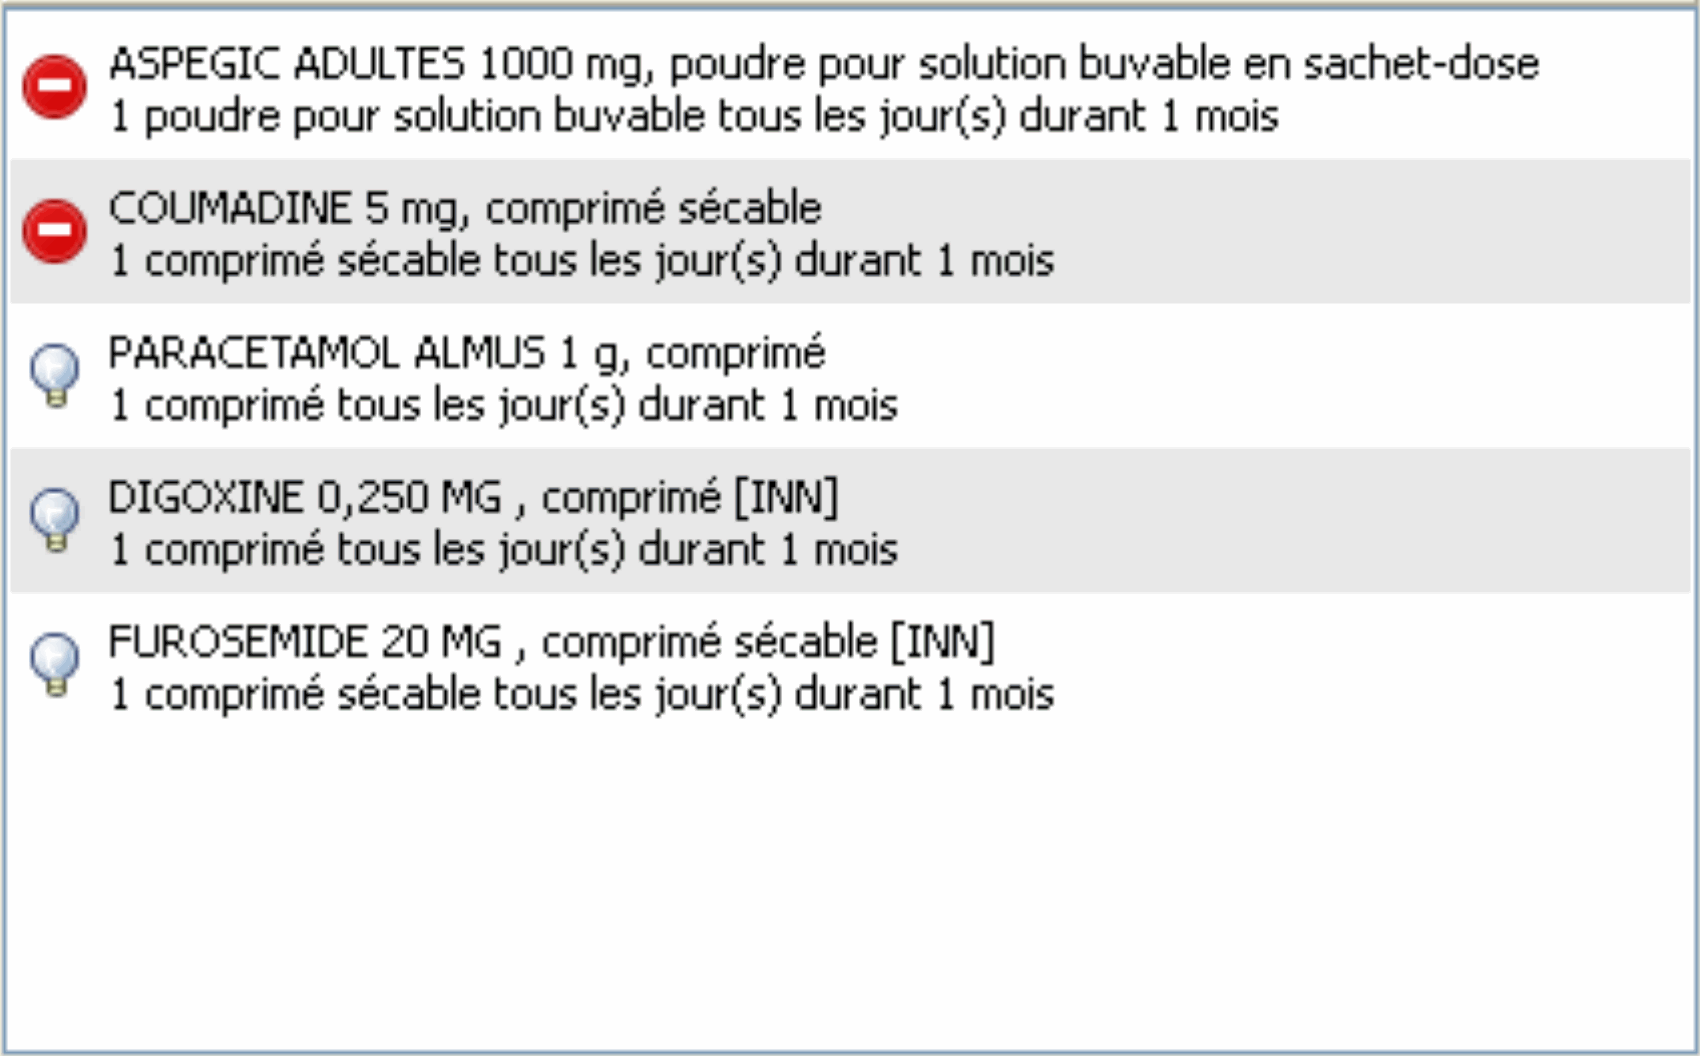 ASPEGIC ADULTES 1000 mg, poudre pour solution buvable en sachet-dose
1 poudre pour solution buvable tous les jour(s) durant 1 mois
COUMADINE 5 mg, comprimé sécable
1 comprimé sécable tous les jour(s) durant 1 mois
PARACETAMOL ALMUS 1 g, comprimé
1 comprimé tous les jour(s) durant 1 mois
DIGOXINE 0,250 MG , comprimé [INN]
1 comprimé tous les jour(s) durant 1 mois
FUROSEMIDE 20 MG , comprimé sécable [INN]
1 comprimé sécable tous les jour(s) durant 1 mois